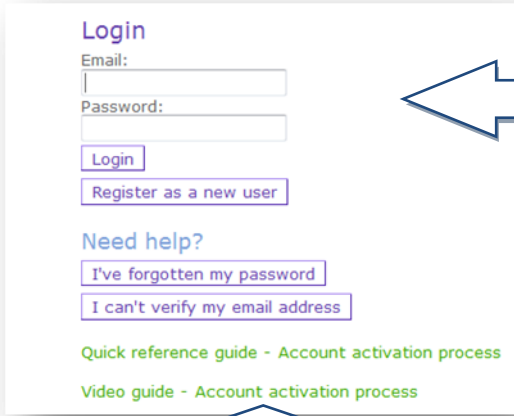 Login
Email:
Password:
Login
Register as a new user
Need help?
I've forgotten my password
I can't verify my email address
Quick reference guide - Account activation process
Video guide - Account activation process